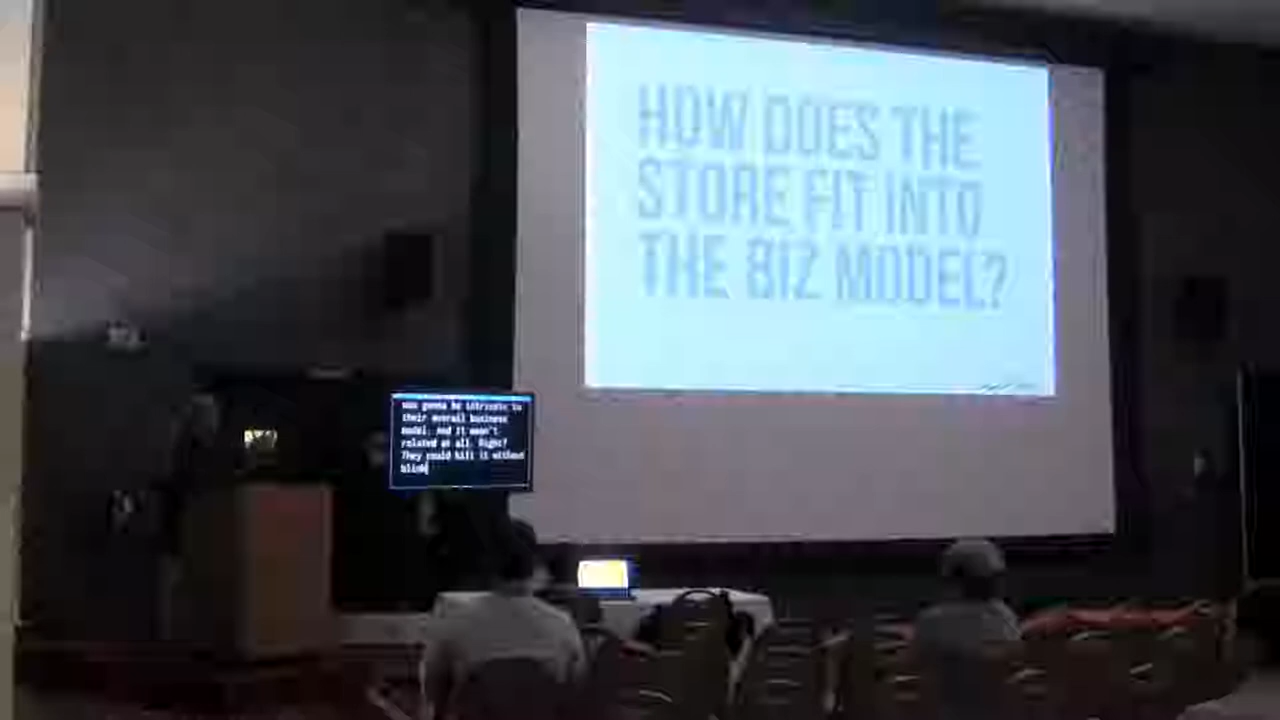 HOW DOES THE
STORE FIT INTO
THE BIZ MODEL?
was gonna be intrinsic to
their overall business
model. And it wasn't
related at all. Right?
They could kill it without
blink